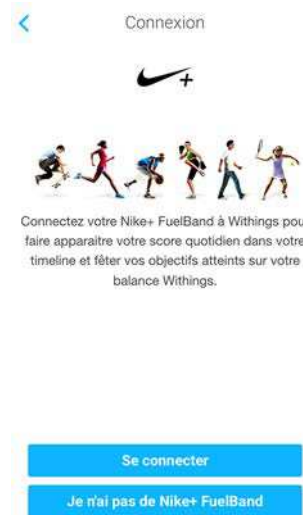 Connexion
+
Connectez votre Nike+ FuelBand à Withings pour
faire apparaitre votre score quotidien dans votre
timeline et fêter vos objectifs atteints sur votre
balance Withings.
Se connecter
Je n'ai pas de Nike+ FuelBand